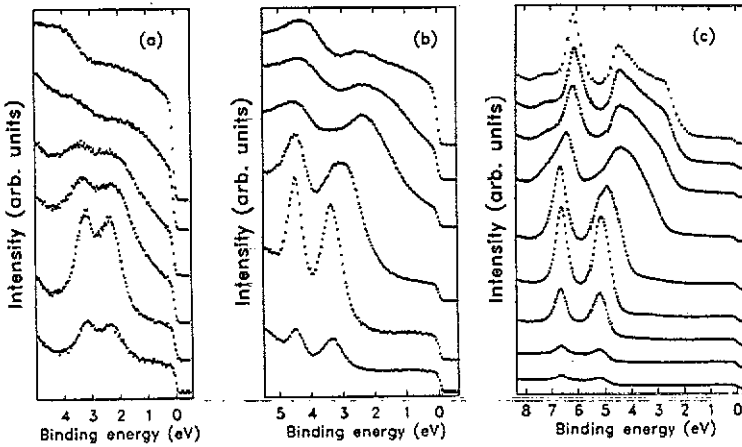 (a)
Intensity (arb. units)
4 3 2 1 0
Binding energy (eV)
(b)
Intensity (arb. units)
5 4 3 2 1 0
Binding energy (eV)
(c)
Intensity (arb. units)
8 7 6 5 4 3 2 1 0
Binding energy (eV)